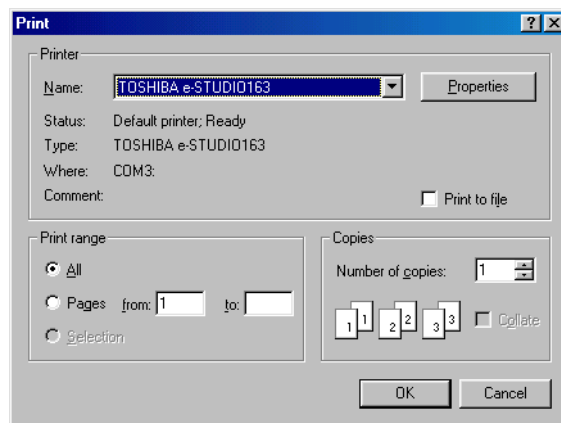 Print
Printer
Name: TOSHIBA e-STUDIO163 Properties
Status: Default printer; Ready
Type: TOSHIBA e-STUDIO163
Where: COM3:
Comment: Print to file
Print range
All
Pages from: 1 to:
Selection
Copies
Number of copies: 1
1 1 2 2 3 3 Collate
OK Cancel